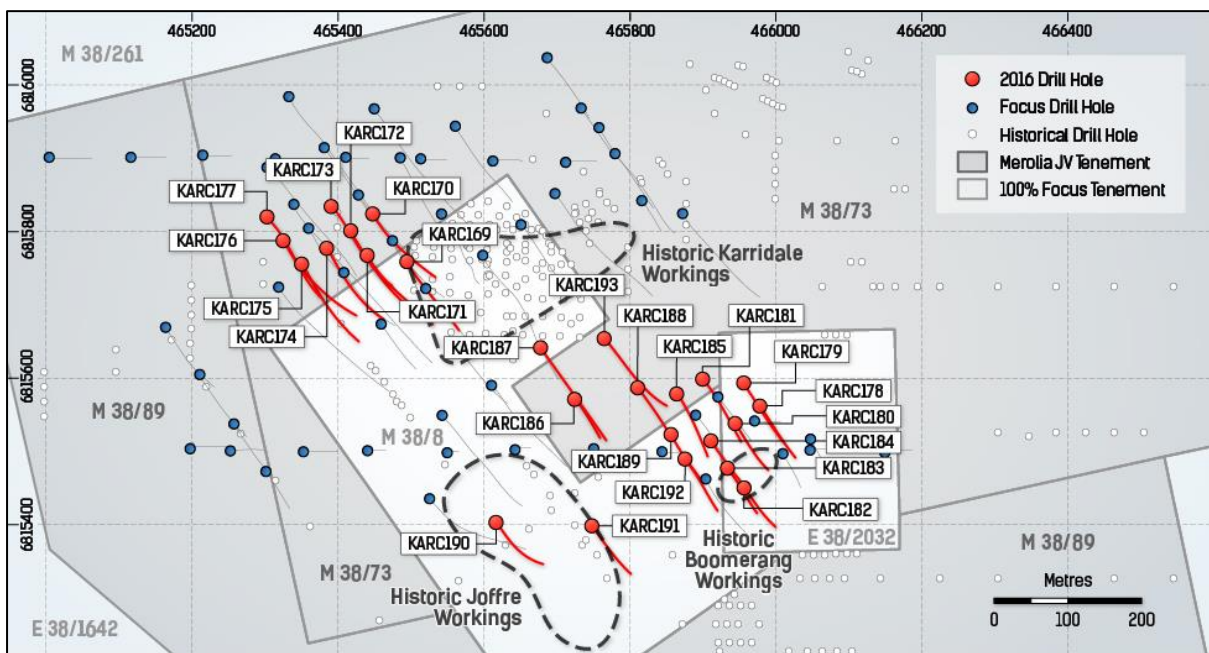 465200
465400
465600
465800
466000
466200
466400
M 38/261
6816000
2016 Drill Hole
Focus Drill Hole
Historical Drill Hole
Merolia JV Tenement
100% Focus Tenement
KARC172
KARC173
KARC170
KARC177
KARC169
KARC176
M 38/73
6815800
Historic Karridale
Workings
KARC193
KARC175
KARC171
KARC188
KARC181
KARC174
KARC187
KARC185
KARC179
6815600
KARC178
M 38/89
KARC180
KARC186
M 38/8
KARC184
KARC189
KARC183
KARC192
KARC182
6815400
KARC190
KARC191
E 38/2032
Historic
Boomerang
Workings
M 38/89
M 38/73
Historic Joffre
Workings
Metres
E 38/1642
0
100
200